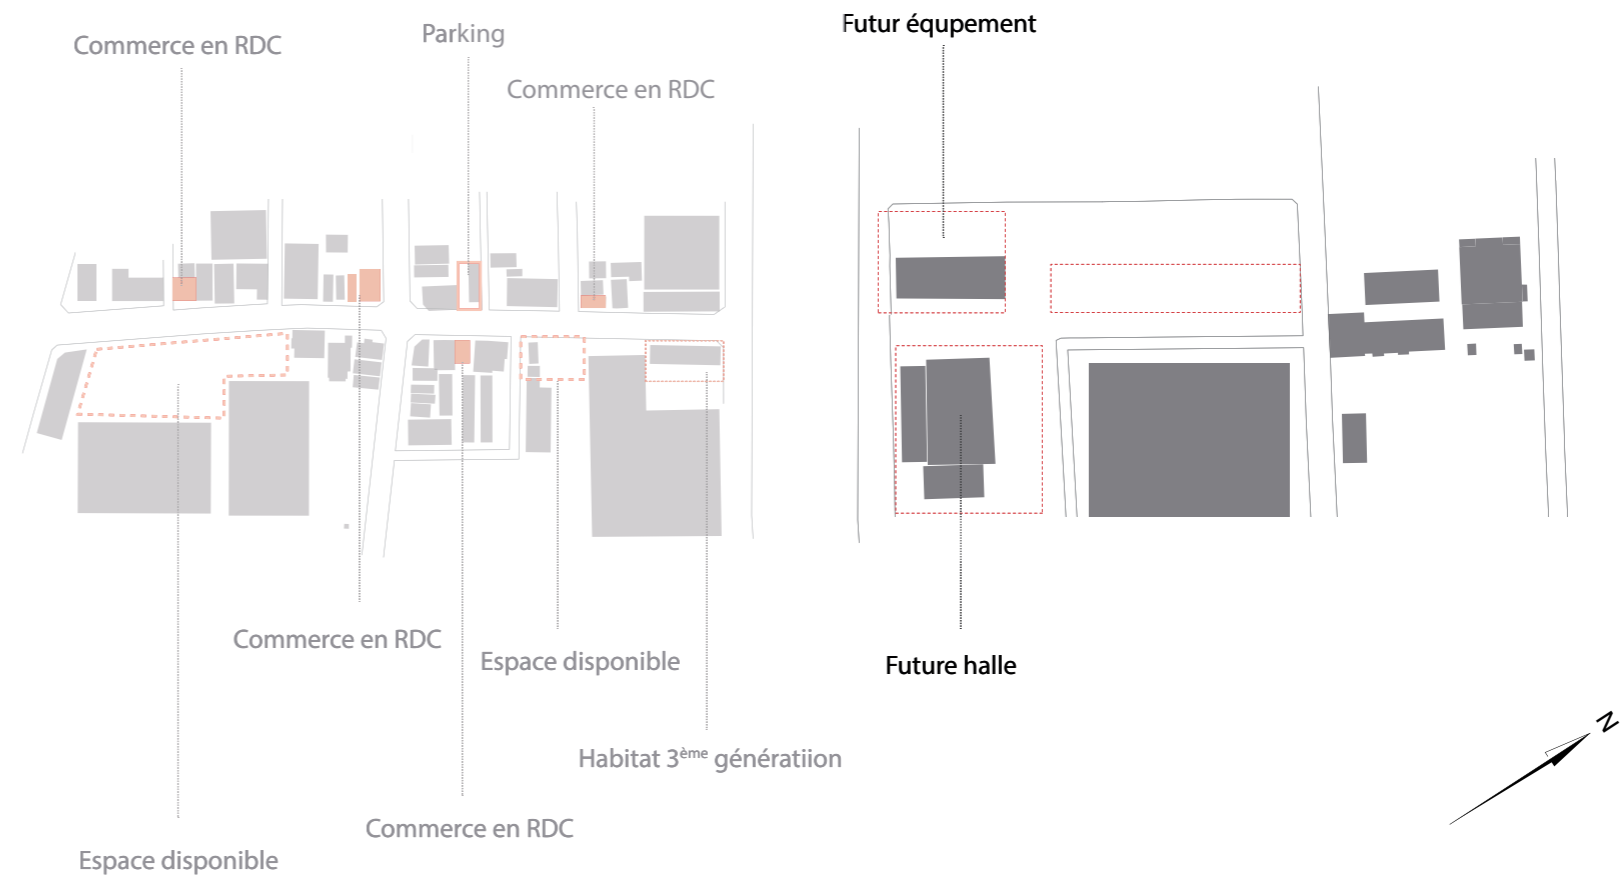 Futur équpement
Parking
Commerce en RDC
Commerce en RDC
Commerce en RDC
Espace disponible
Future halle
N
Habitat 3ème génératiion
Commerce en RDC
Espace disponible